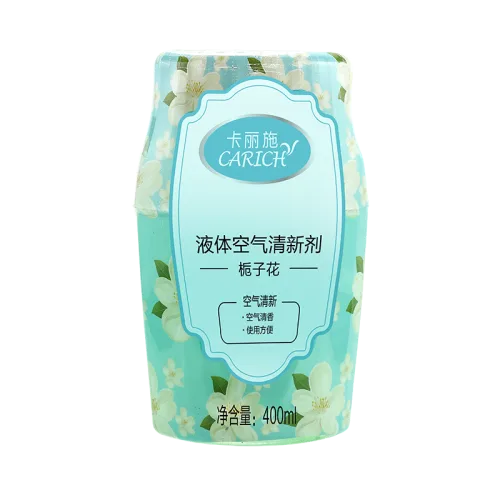 卡丽施
CARICH
液体空气清新剂
栀子花
空气清新
·空气清香
·使用方便
净含量：400ml